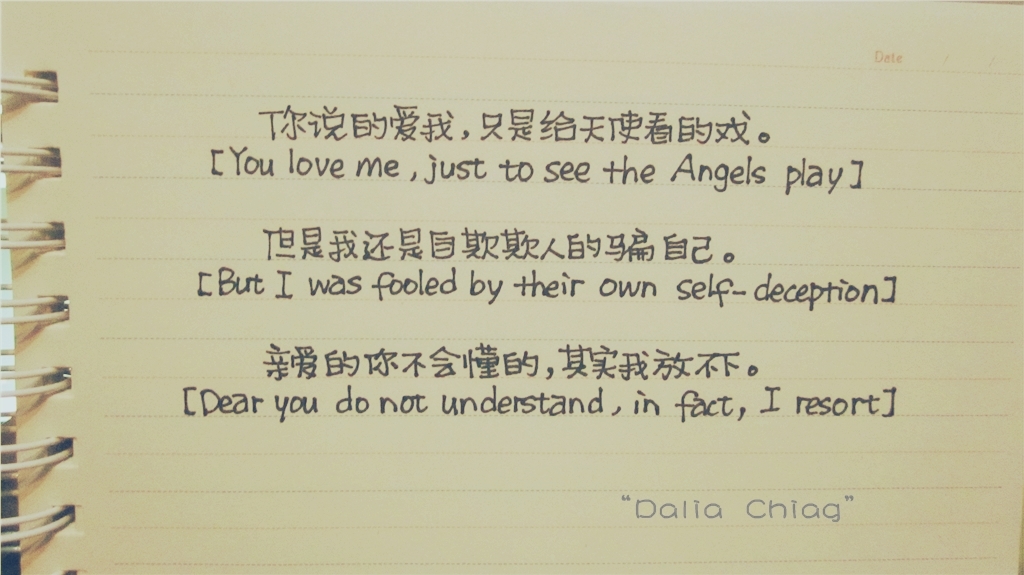 Date / /
你说的爱我，只是给天使看的戏。
[You love me, just to see the Angels play]
但是我还是自欺欺人的骗自己。
[But I was fooled by their own self-deception]
亲爱的你不会懂的，其实我放不下。
[Dear you do not understand, in fact, I resort]
“Dalia Chiag”